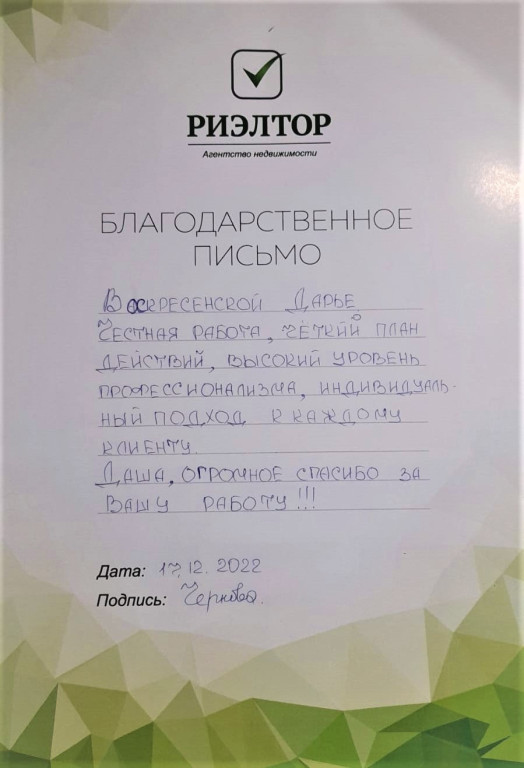 РИЭЛТОР
Агентство недвижимости
БЛАГОДАРСТВЕННОЕ
ПИСЬМО
Воскресенской Дарье
Честная работа, чёткий план
действий, высокий уровень
профессионализма, индивидуаль-
ный подход к каждому
клиенту
Даша, огромное спасибо за
Вашу работу!!!
Дата: 17.12.2022
Подпись: Чернова.